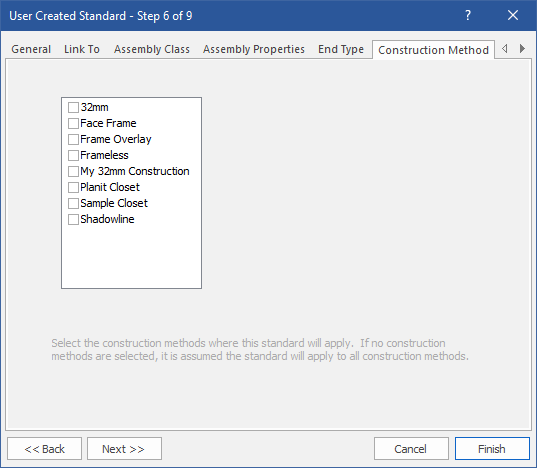 User Created Standard - Step 6 of 9 ?
General Link To Assembly Class Assembly Properties End Type Construction Method
32mm
Face Frame
Frame Overlay
Frameless
My 32mm Construction
Planit Closet
Sample Closet
Shadowline
Select the construction methods where this standard will apply. If no construction
methods are selected, it is assumed the standard will apply to all construction methods.
<< Back Next >> Cancel Finish